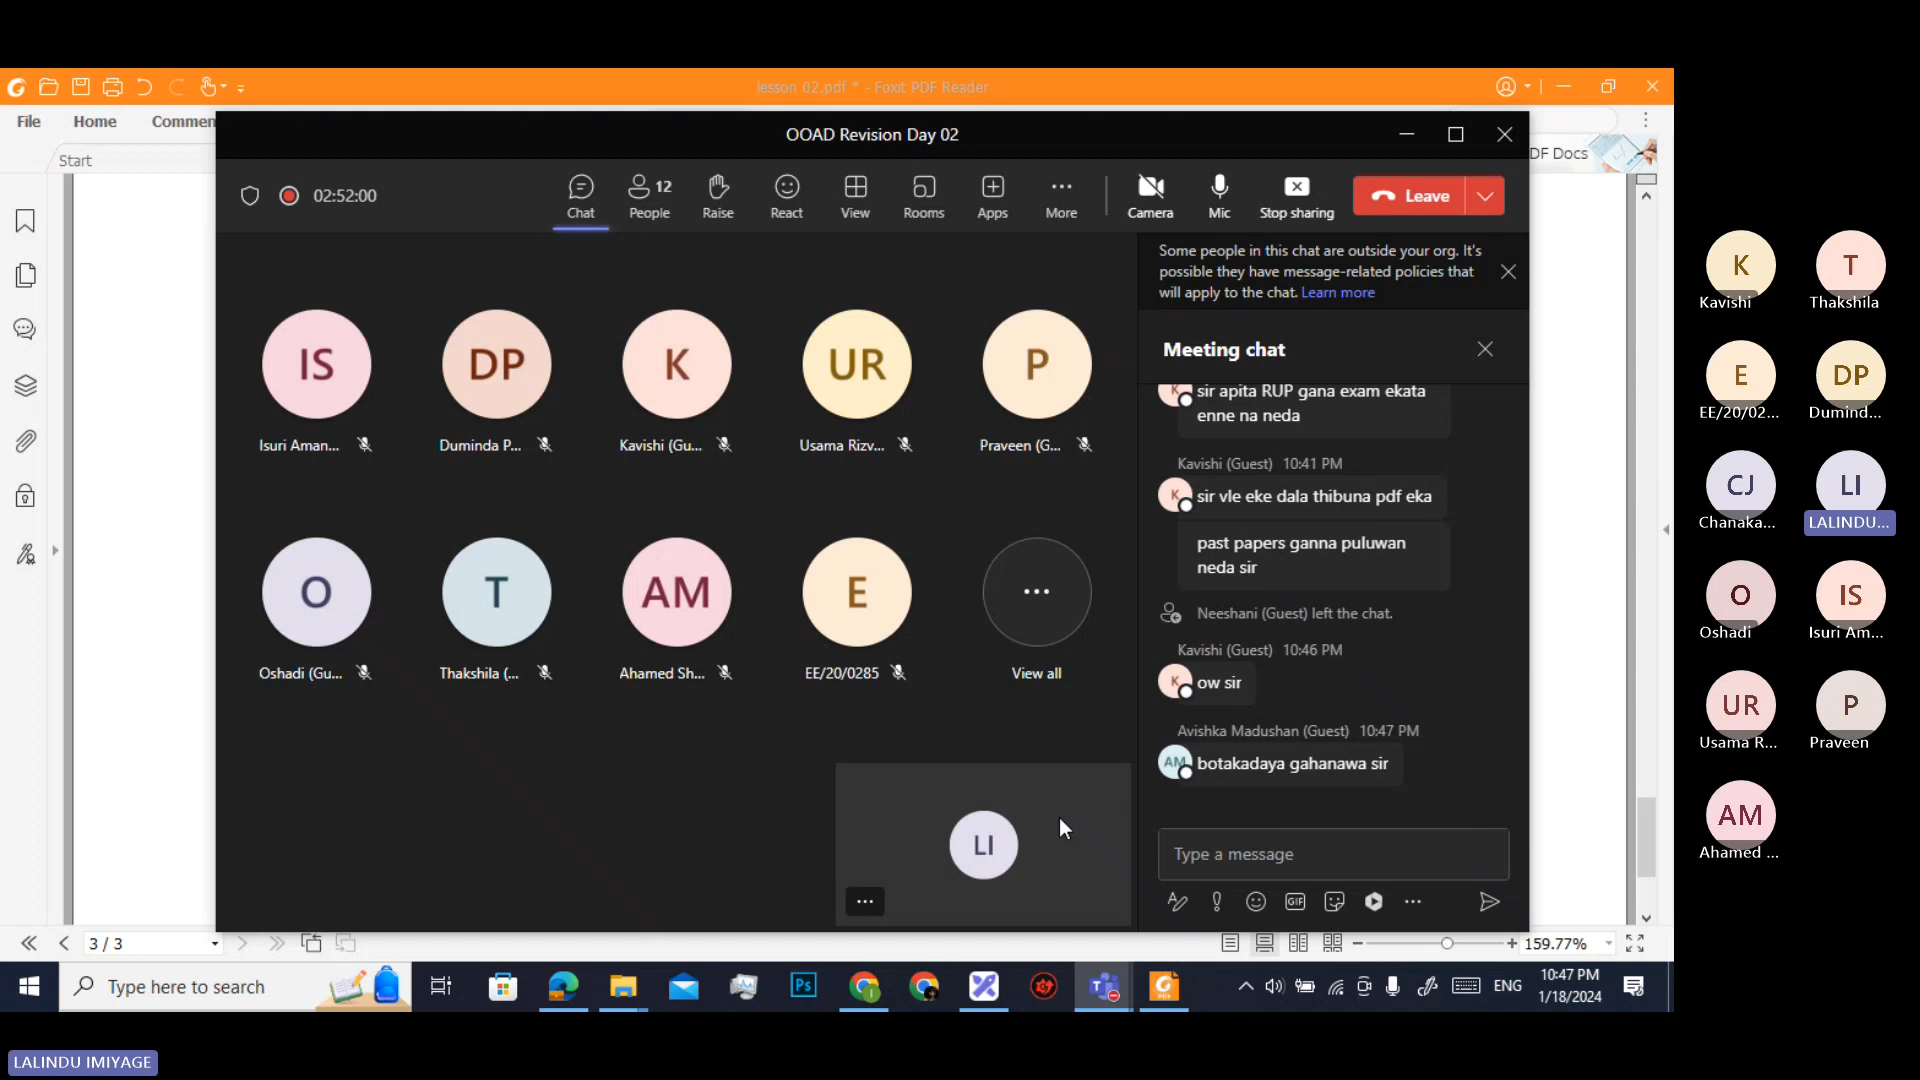 lesson 02.pdf * - Foxit PDF Reader
File
Home
Commen
Start
DF Docs
OOAD Revision Day 02
02:52:00
Chat
12
People
Raise
React
View
Rooms
Apps
More
Camera
Mic
Stop sharing
Leave
Some people in this chat are outside your org. It's
possible they have message-related policies that
will apply to the chat. Learn more
Meeting chat
K
sir apita RUP gana exam ekata
enne na neda
Kavishi (Guest) 10:41 PM
K
sir vle eke dala thibuna pdf eka
past papers ganna puluwan
neda sir
Neeshani (Guest) left the chat.
Kavishi (Guest) 10:46 PM
K
ow sir
Avishka Madushan (Guest) 10:47 PM
AM
botakadaya gahanawa sir
Type a message
GIF
IS
DP
K
UR
P
Isuri Aman...
Duminda P...
Kavishi (Gu...
Usama Rizv...
Praveen (G...
O
T
AM
E
Oshadi (Gu...
Thakshila (...
Ahamed Sh...
EE/20/0285
View all
LI
3 / 3
159.77%
Type here to search
Ps
ENG
10:47 PM
1/18/2024
K
T
Kavishi
Thakshila
E
DP
EE/20/02...
Dumind...
CJ
LI
Chanaka...
LALINDU...
O
IS
Oshadi
Isuri Am...
UR
P
Usama R...
Praveen
AM
Ahamed ...
LALINDU IMIYAGE